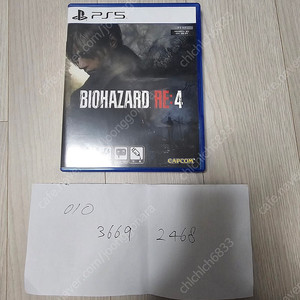 PS5
BIOHAZARD RE:4
CAPCOM
010
3669 2468